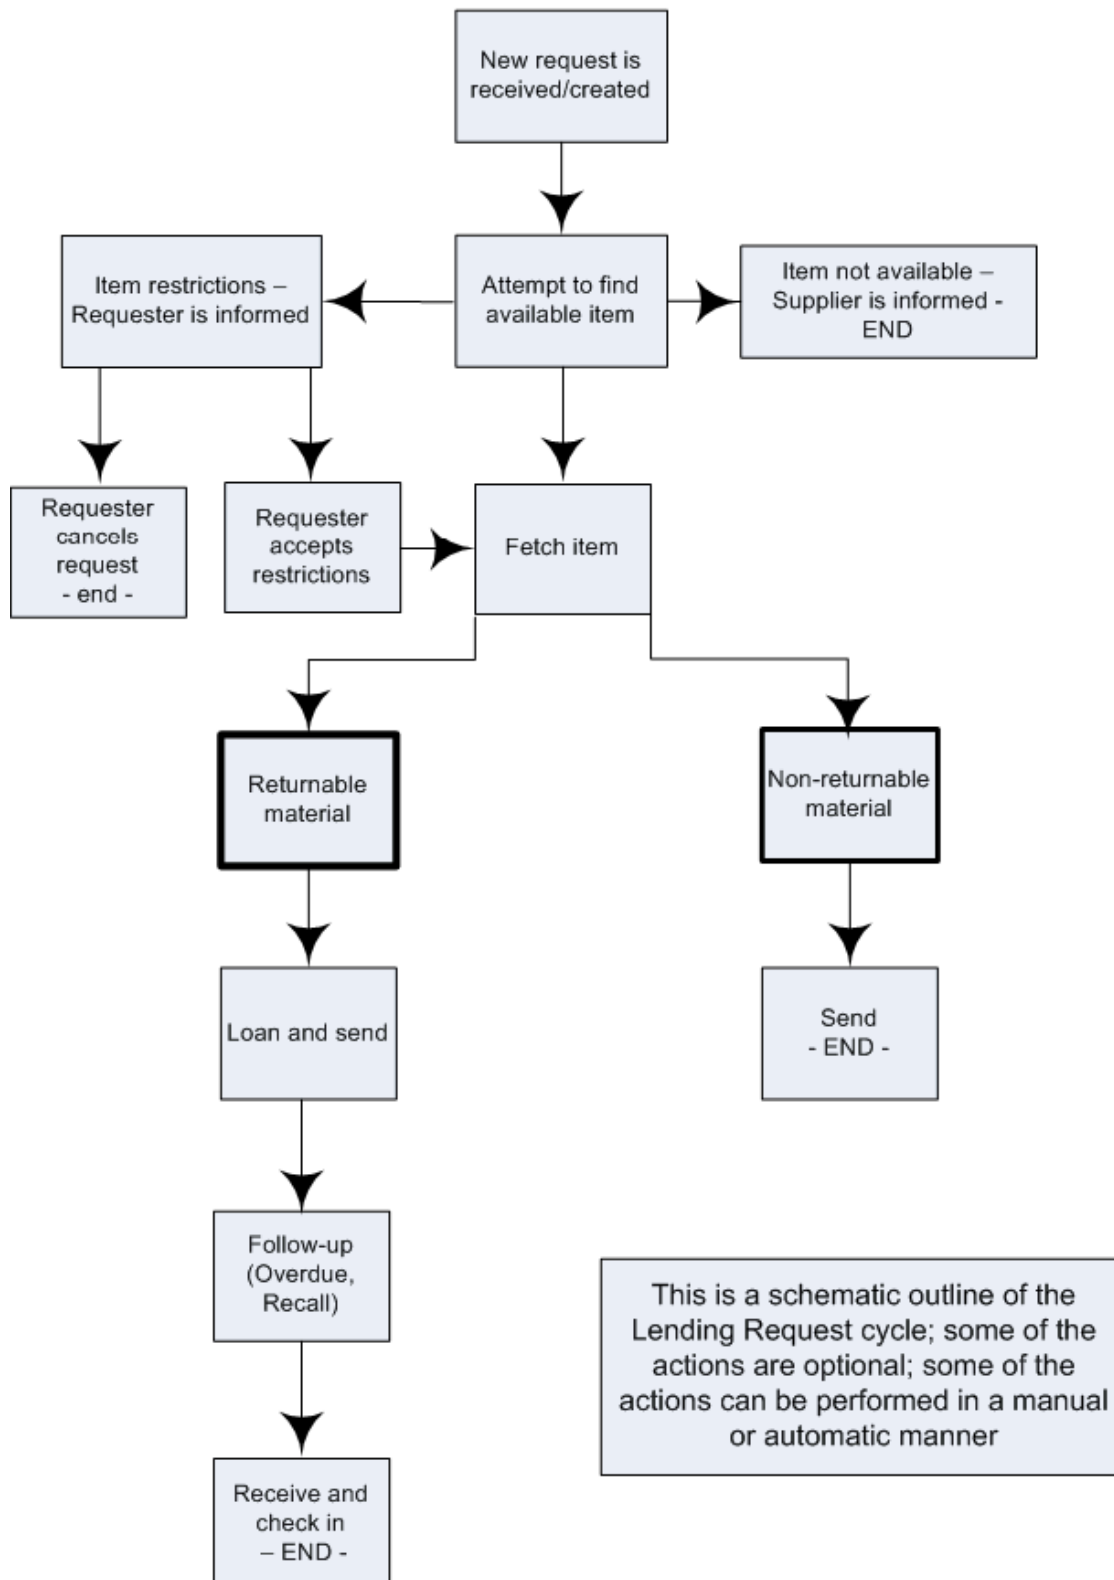 New request is
received/created
Item restrictions –
Requester is informed
Attempt to find
available item
Item not available –
Supplier is informed -
END
Requester
cancels
request
- end -
Requester
accepts
restrictions
Fetch item
Returnable
material
Non-returnable
material
Loan and send
Send
- END -
Follow-up
(Overdue,
Recall)
This is a schematic outline of the
Lending Request cycle; some of the
actions are optional; some of the
actions can be performed in a manual
or automatic manner
Receive and
check in
– END -